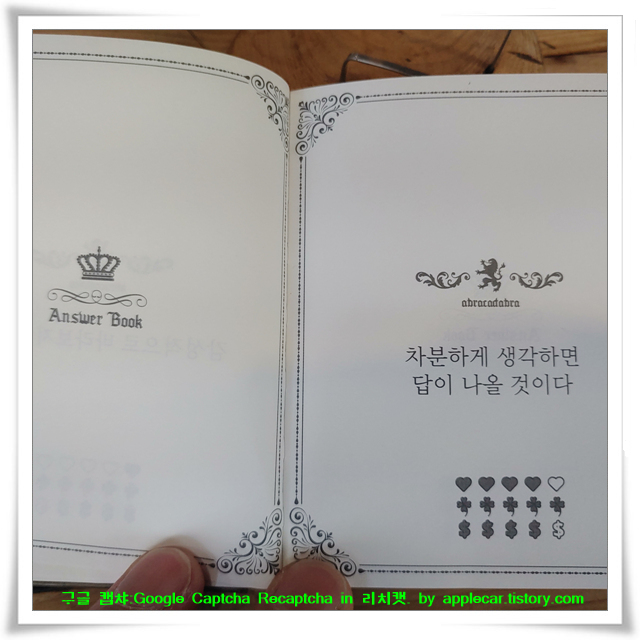 Answer Book
abracadabra
차분하게 생각하면
답이 나올 것이다
구글 캡챠:Google Captcha Recaptcha in 리치캣. by applecar.tistory.com